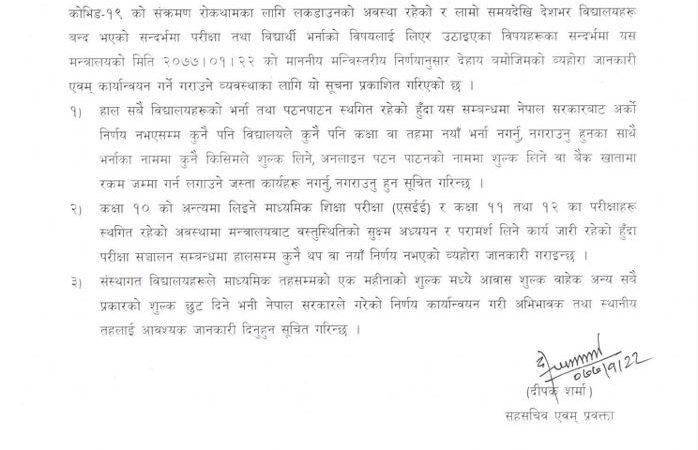 कोभिड-१९ को संक्रमण रोकथामका लागि लकडाउनको अवस्था रहेको र लामो समयदेखि देशभर विद्यालयहरू
बन्द भएको सन्दर्भमा परीक्षा तथा विद्यार्थी भर्नाको विषयलाई लिएर उठाइएका विषयहरूका सन्दर्भमा यस
मन्त्रालयको मिति २०७७।०१।२२ को माननीय मन्त्रिस्तरीय निर्णयानुसार देहाय वमोजिमको व्यहोरा जानकारी
एवम् कार्यान्वयन गर्ने गराउने व्यवस्थाका लागि यो सूचना प्रकाशित गरिएको छ ।
१) हाल सवै विद्यालयहरूको भर्ना तथा पठनपाठन स्थगित रहेको हुँदा यस सम्बन्धमा नेपाल सरकारवाट अर्को
निर्णय नभएसम्म कुनै पनि विद्यालयले कुनै पनि कक्षा वा तहमा नयाँ भर्ना नगर्नु, नगराउनु हुनका साथै
भर्नाका नाममा कुनै किसिमले शुल्क लिने, अनलाइन पठन पाठनको नाममा शुल्क लिने वा बैंक खातामा
रकम जम्मा गर्न लगाउने जस्ता कार्यहरू नगर्नु, नगराउनु हुन सूचित गरिन्छ ।
२) कक्षा १० को अन्त्यमा लिइने माध्यमिक शिक्षा परीक्षा (एसईई) र कक्षा ११ तथा १२ का परीक्षाहरू
स्थगित रहेको अवस्थामा मन्त्रालयवाट वस्तुस्थितिको सुक्ष्म अध्ययन र परामर्श लिने कार्य जारी रहेको हुँदा
परीक्षा सञ्चालन सम्बन्धमा हालसम्म कुनै थप वा नयाँ निर्णय नभएको व्यहोरा जानकारी गराइन्छ ।
३) संस्थागत विद्यालयहरूले माध्यमिक तहसम्मको एक महीनाको शुल्क मध्ये आवास शुल्क वाहेक अन्य सवै
प्रकारको शुल्क छुट दिने भनी नेपाल सरकारले गरेको निर्णय कार्यान्वयन गरी अभिभावक तथा स्थानीय
तहलाई आवश्यक जानकारी दिनुहुन सूचित गरिन्छ ।
०७७/१/22
(दीपक शर्मा)
सहसचिव एवम् प्रवक्ता